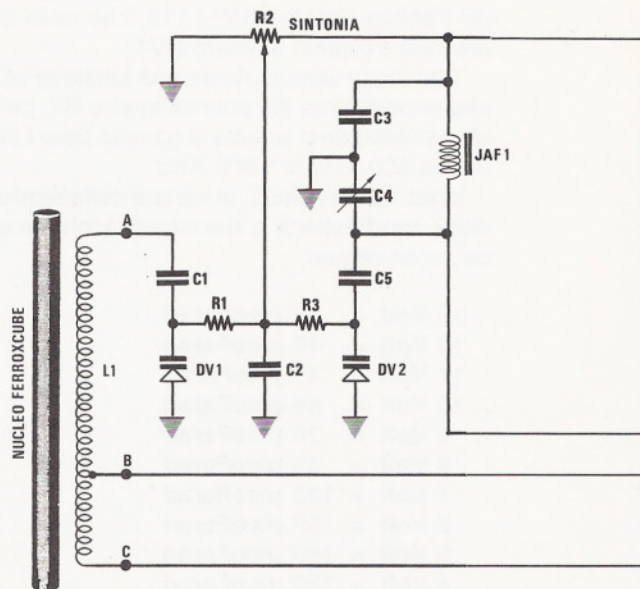 R2 SINTONIA
C3
JAF1
C4
A
C1
C5
R1
R3
DV1
C2
DV2
L1
NUCLEO FERROXCUBE
B
C